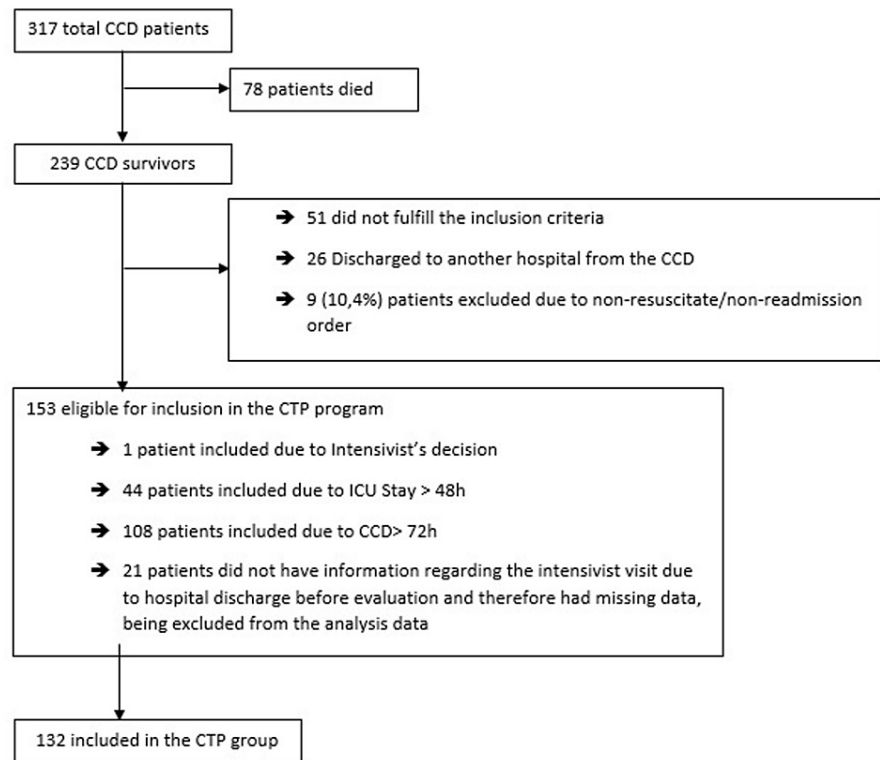 317 total CCD patients
78 patients died
239 CCD survivors
➔ 51 did not fulfill the inclusion criteria
➔ 26 Discharged to another hospital from the CCD
➔ 9 (10,4%) patients excluded due to non-resuscitate/non-readmission
order
153 eligible for inclusion in the CTP program
➔ 1 patient included due to Intensivist's decision
➔ 44 patients included due to ICU Stay > 48h
➔ 108 patients included due to CCD> 72h
➔ 21 patients did not have information regarding the intensivist visit due
to hospital discharge before evaluation and therefore had missing data,
being excluded from the analysis data
132 included in the CTP group